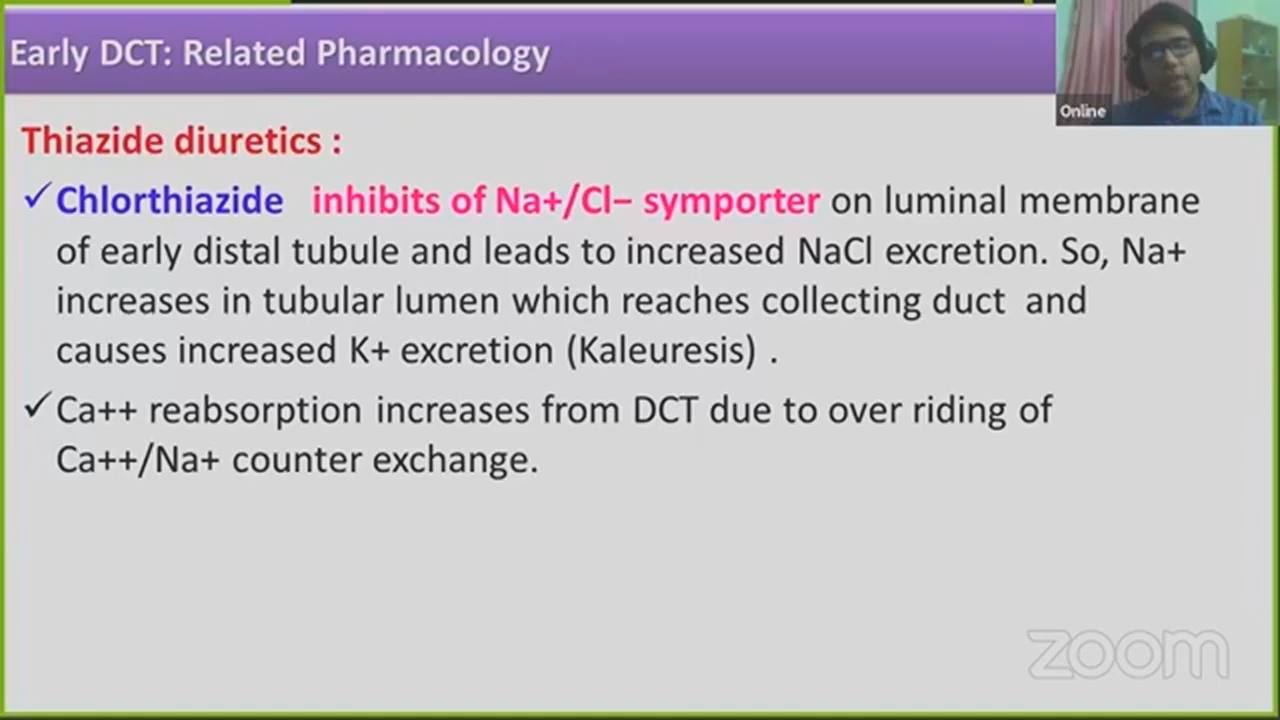 Early DCT: Related Pharmacology
Online
Thiazide diuretics :
✓Chlorthiazide inhibits of Na+/Cl− symporter on luminal membrane
of early distal tubule and leads to increased NaCl excretion. So, Na+
increases in tubular lumen which reaches collecting duct and
causes increased K+ excretion (Kaleuresis) .
✓Ca++ reabsorption increases from DCT due to over riding of
Ca++/Na+ counter exchange.
zoom